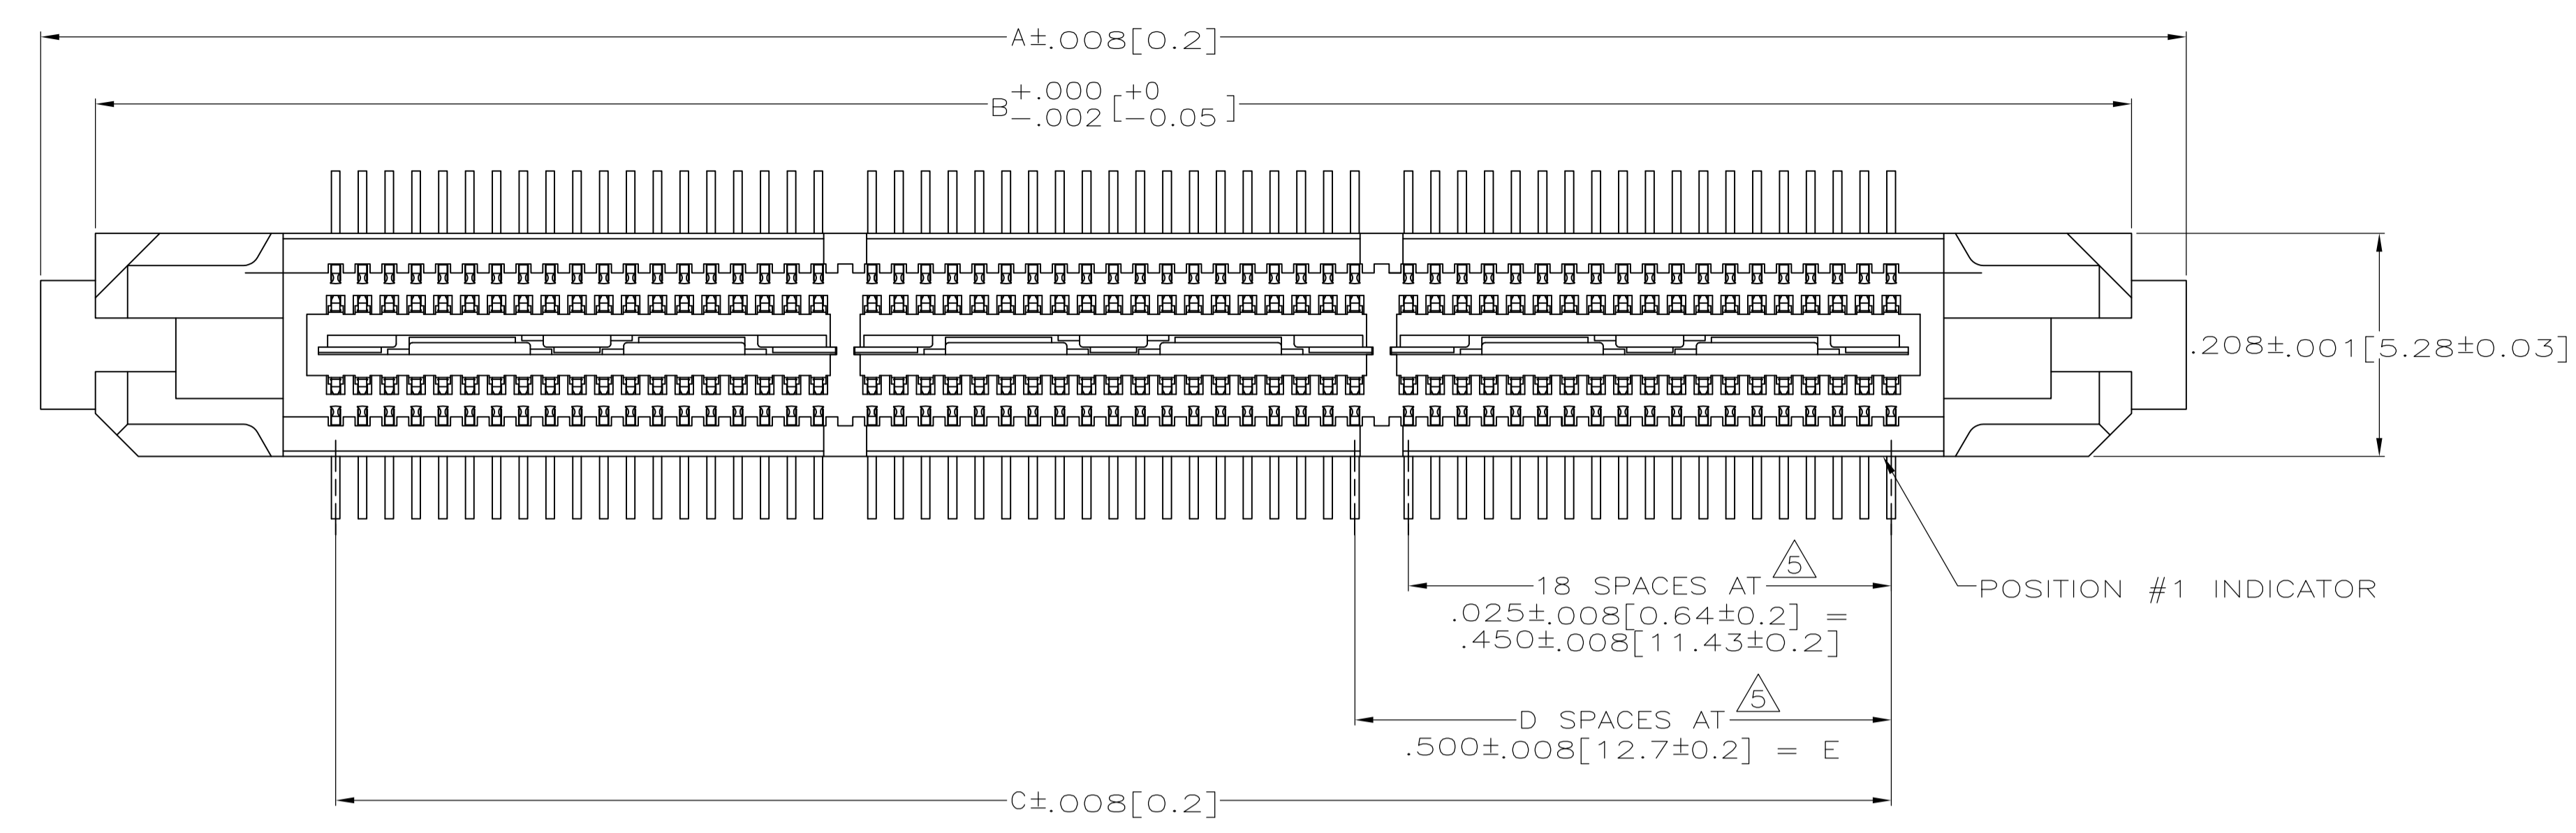 A±.008[0.2]
B +.000 -.002 [+0 -0.05]
.208±.001[5.28±0.03]
5
18 SPACES AT
.025±.008[0.64±0.2] =
.450±.008[11.43±0.2]
POSITION #1 INDICATOR
5
D SPACES AT
.500±.008[12.7±0.2] = E
C±.008[0.2]